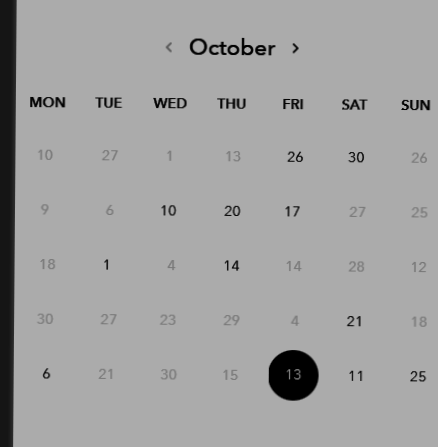 ‹ October ›
MON TUE WED THU FRI SAT SUN
10 27 1 13 26 30 26
9 6 10 20 17 27 25
18 1 4 14 14 28 12
30 27 23 29 4 21 18
6 21 30 15 13 11 25